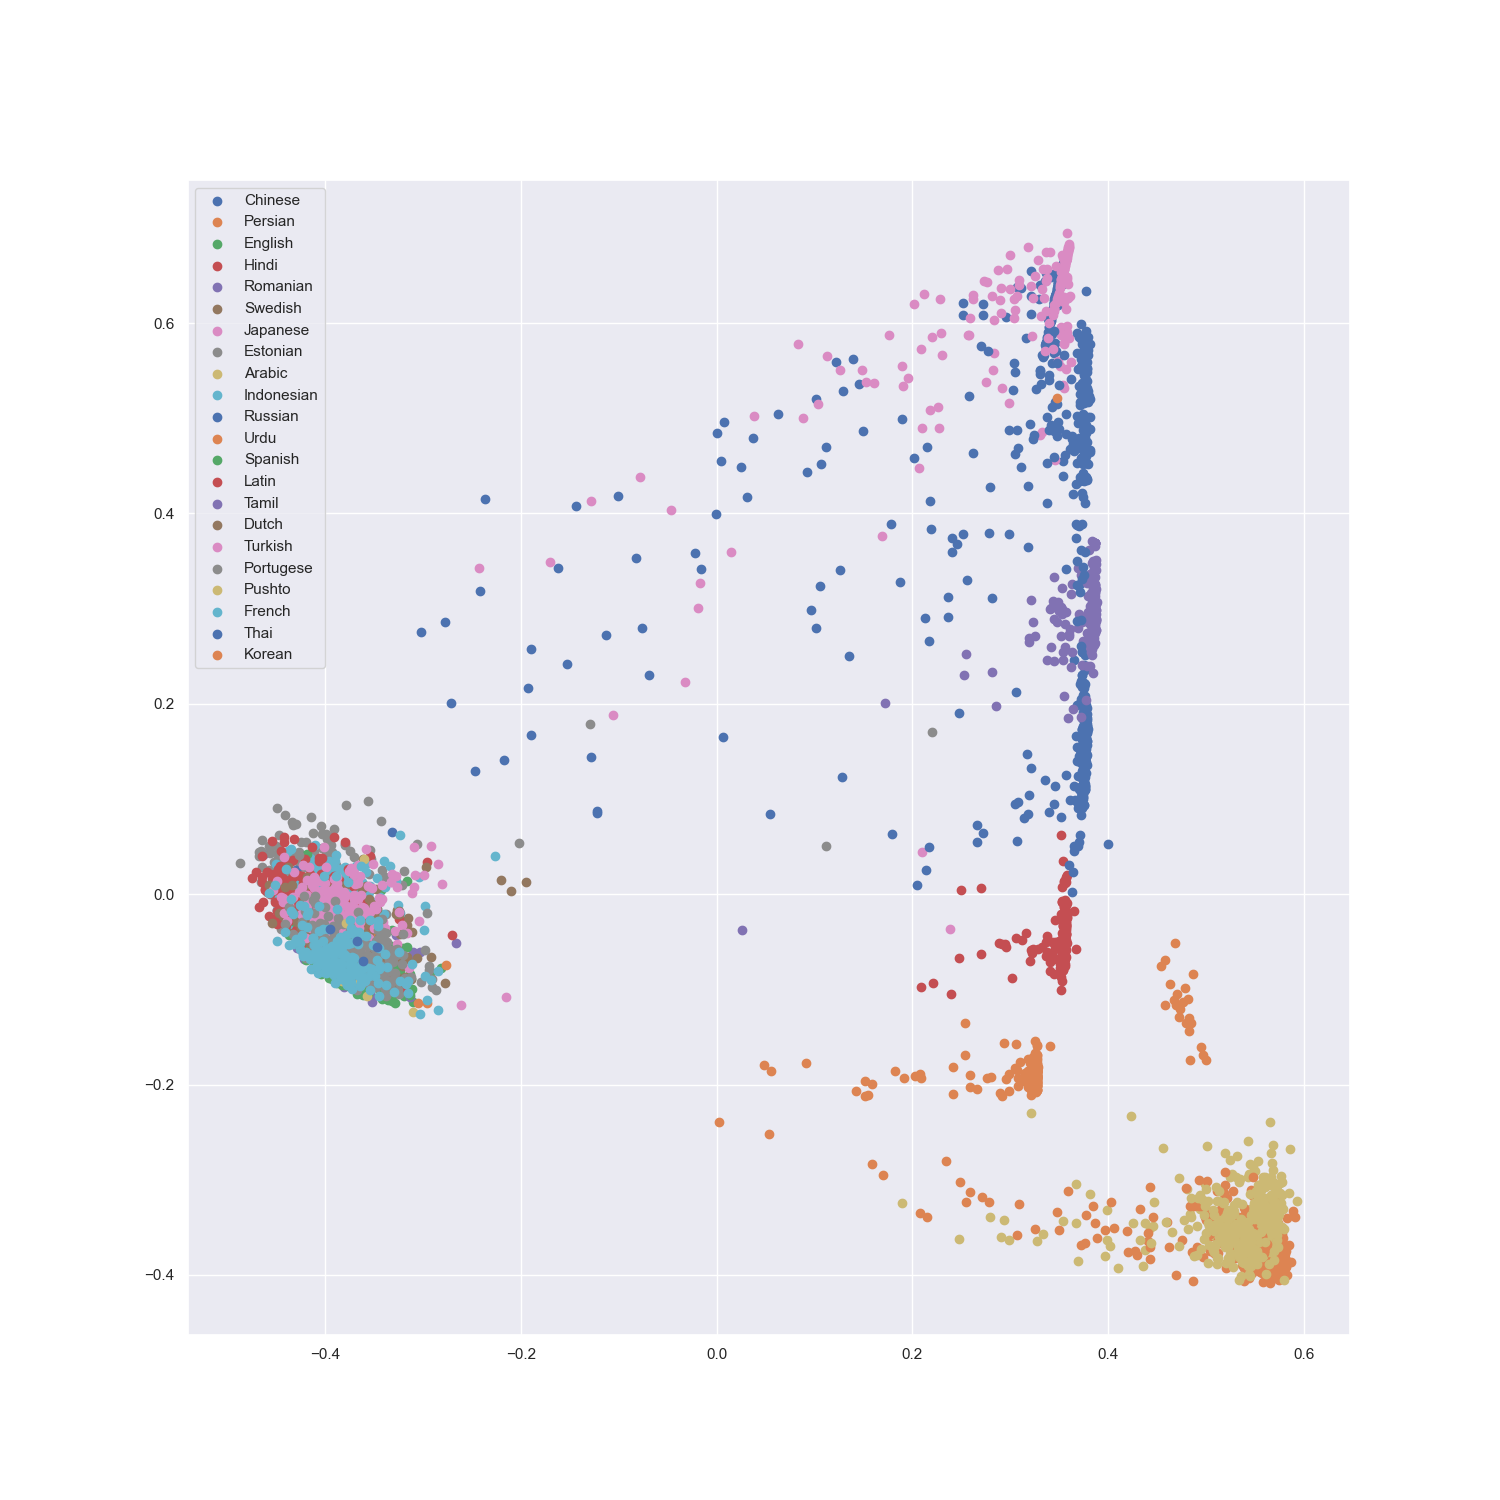 Chinese
Persian
English
Hindi
Romanian
Swedish
Japanese
Estonian
Arabic
Indonesian
Russian
Urdu
Spanish
Latin
Tamil
Dutch
Turkish
Portugese
Pushto
French
Thai
Korean
0.6
0.4
0.2
0.0
−0.2
−0.4
−0.4 −0.2 0.0 0.2 0.4 0.6